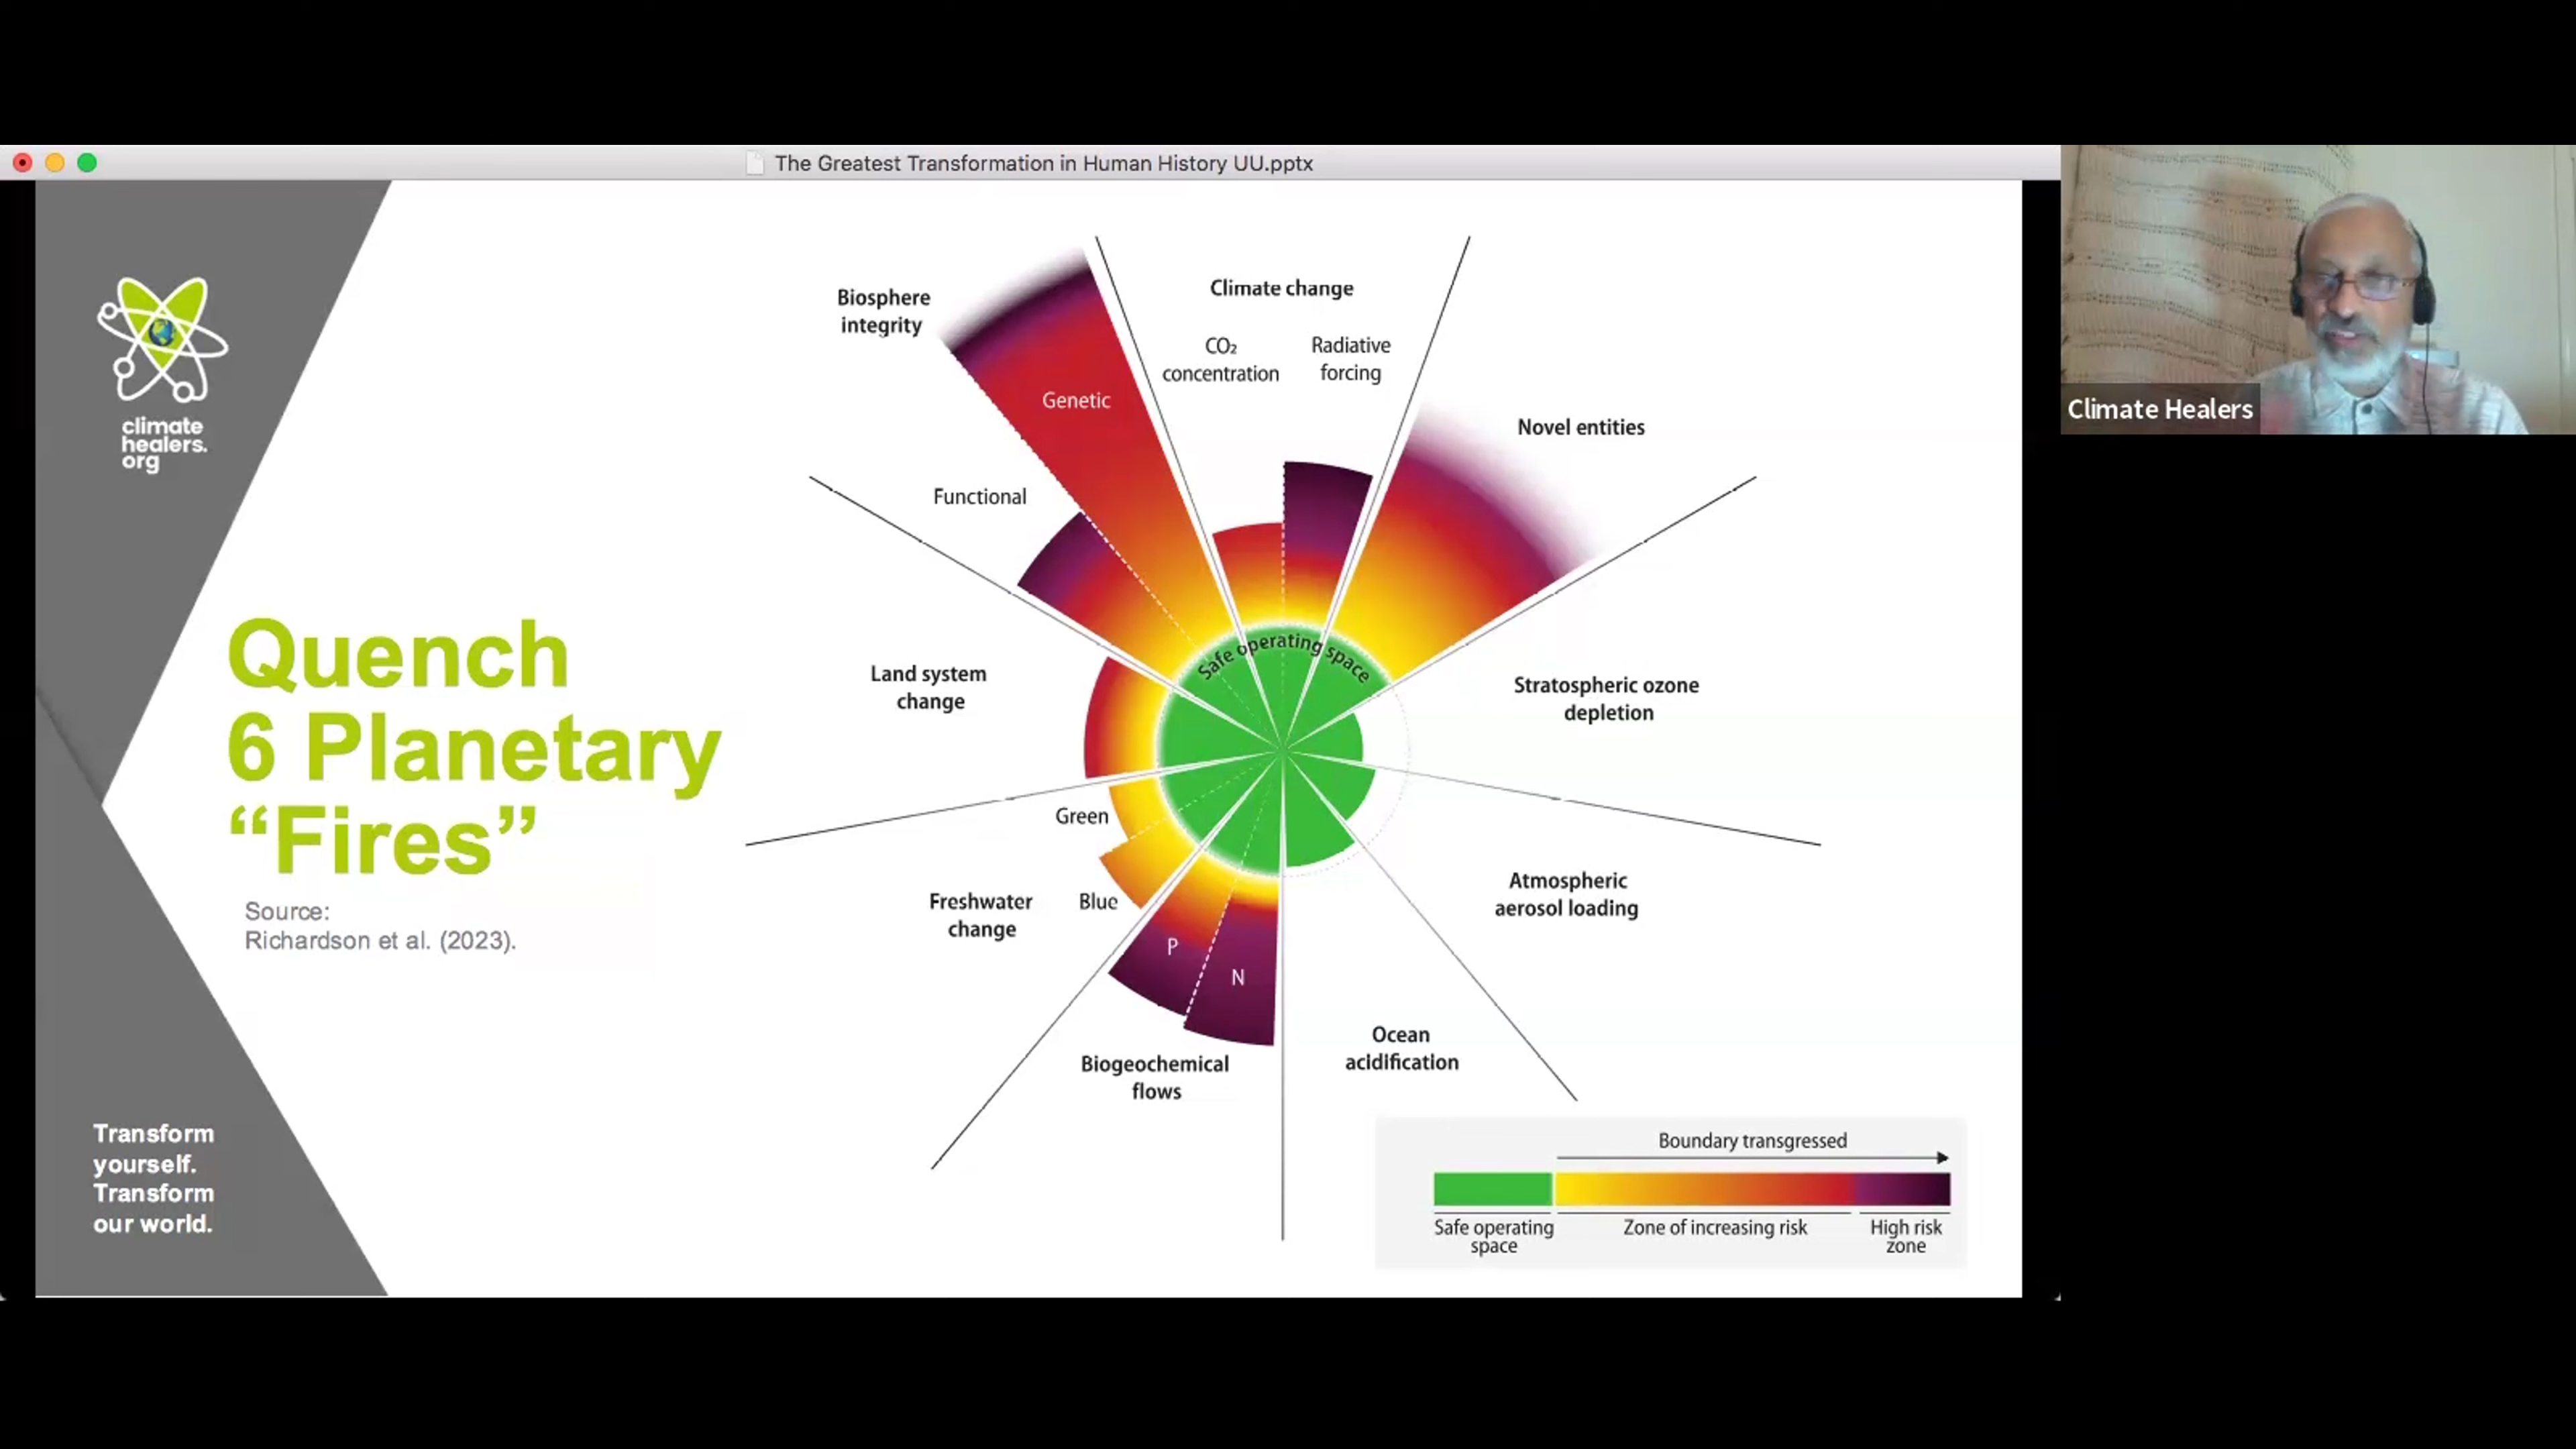 The Greatest Transformation in Human History UU.pptx
climate
healers.
org
Quench
6 Planetary
“Fires”
Source:
Richardson et al. (2023).
Transform
yourself.
Transform
our world.
Biosphere
integrity
Genetic
Functional
Climate change
CO₂
concentration
Radiative
forcing
Novel entities
Safe operating space
Stratospheric ozone
depletion
Land system
change
Green
Blue
Freshwater
change
P
N
Biogeochemical
flows
Atmospheric
aerosol loading
Ocean
acidification
Boundary transgressed
Safe operating
space
Zone of increasing risk
High risk
zone
Climate Healers